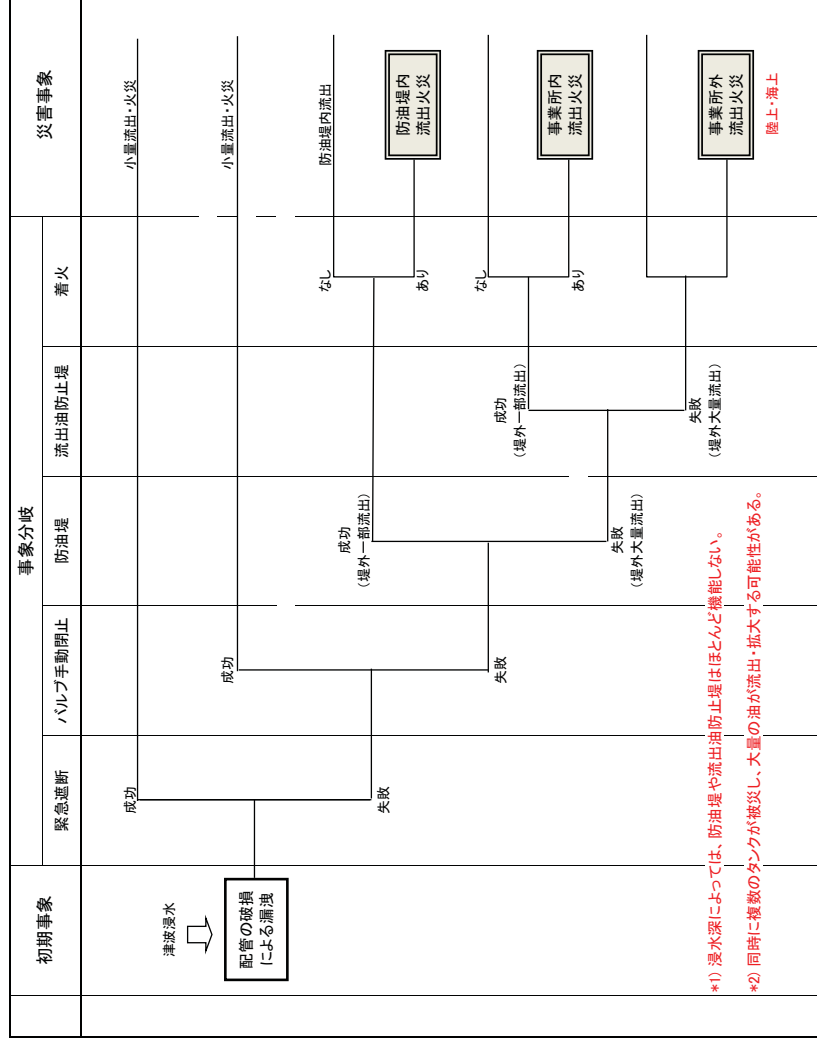 初期事象
事象分岐
災害事象
緊急遮断
バルブ手動閉止
防油堤
流出油防止堤
着火
津波浸水
配管の破損
による漏洩
成功
小量流出・火災
失敗
成功
小量流出・火災
失敗
成功
（堤外一部流出）
なし
防油堤内流出
あり
防油堤内
流出火災
失敗
（堤外大量流出）
成功
（堤外一部流出）
なし
あり
事業所内
流出火災
失敗
（堤外大量流出）
事業所外
流出火災
陸上・海上
*1) 浸水深によっては、防油堤や流出油防止堤はほとんど機能しない。
*2) 同時に複数のタンクが被災し、大量の油が流出・拡大する可能性がある。